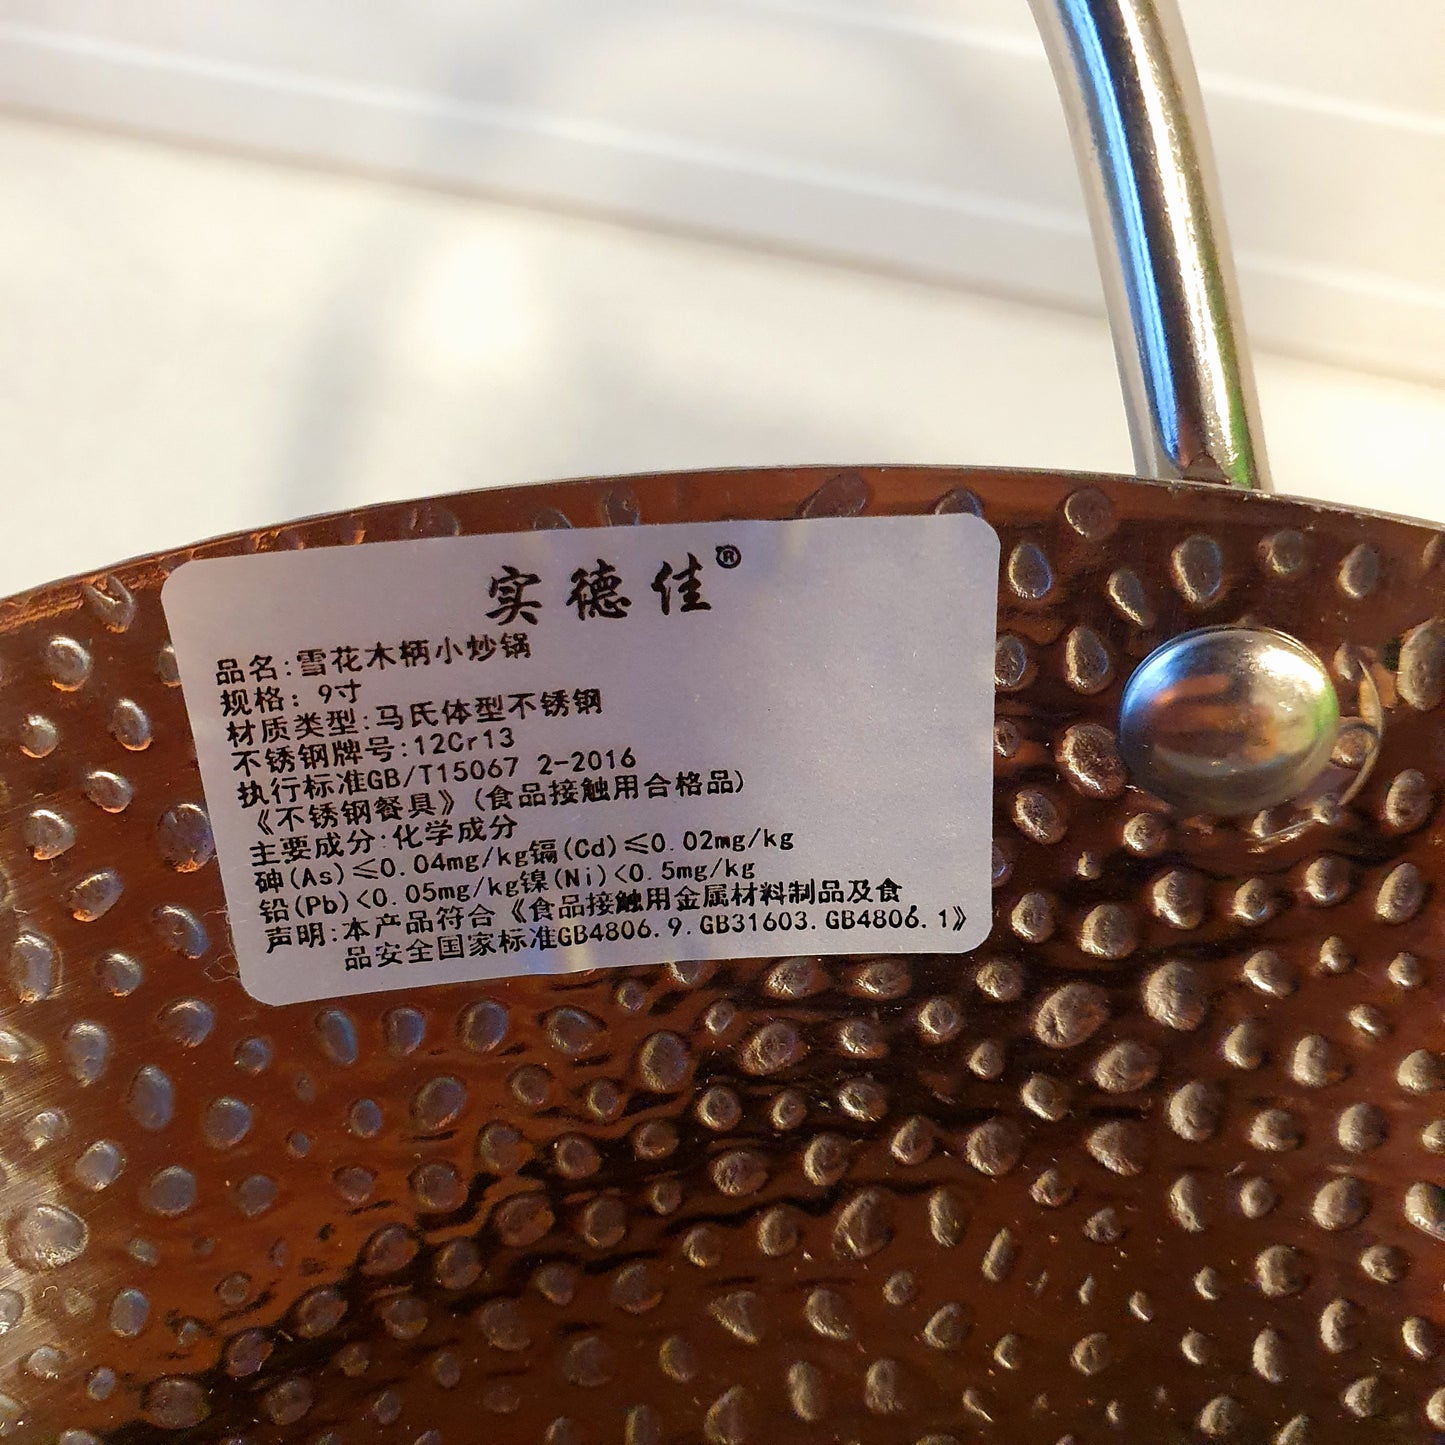 实德佳®
品名:雪花木柄小炒锅
规格: 9寸
材质类型:马氏体型不锈钢
不锈钢牌号:12Cr13
执行标准GB/T15067 2-2016
《不锈钢餐具》(食品接触用合格品)
主要成分:化学成分
砷(As)≤0.04mg/kg镉(Cd)≤0.02mg/kg
铅(Pb)<0.05mg/kg镍(Ni)<0.5mg/kg
声明:本产品符合《食品接触用金属材料制品及食
品安全国家标准GB4806.9.GB31603.GB4806.1》